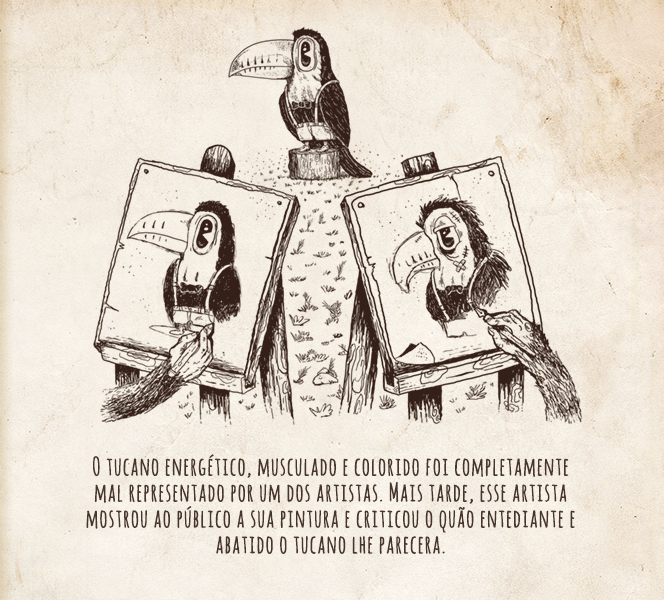 O tucano energético, musculado e colorido foi completamente
mal representado por um dos artistas. Mais tarde, esse artista
mostrou ao público a sua pintura e criticou o quão entediante e
abatido o tucano lhe parecera.